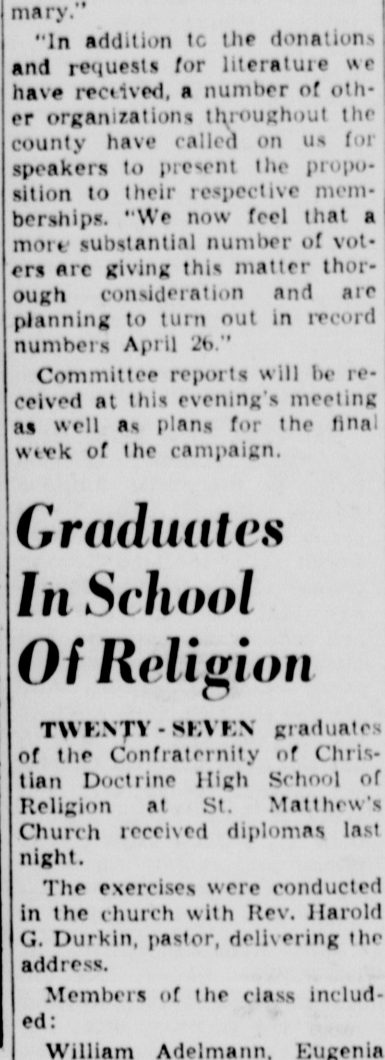 mary."
"In addition to the donations
and requests for literature we
have received, a number of oth-
er organizations throughout the
county have called on us for
speakers to present the propo-
sition to their respective mem-
berships. "We now feel that a
more substantial number of vot-
ers are giving this matter thor-
ough consideration and are
planning to turn out in record
numbers April 26."
Committee reports will be re-
ceived at this evening's meeting
as well as plans for the final
week of the campaign.
Graduates
In School
Of Religion
TWENTY-SEVEN graduates
of the Confraternity of Chris-
tian Doctrine High School of
Religion at St. Matthew's
Church received diplomas last
night.
The exercises were conducted
in the church with Rev. Harold
G. Durkin, pastor, delivering the
address.
Members of the class includ-
ed:
William Adelmann, Eugenia